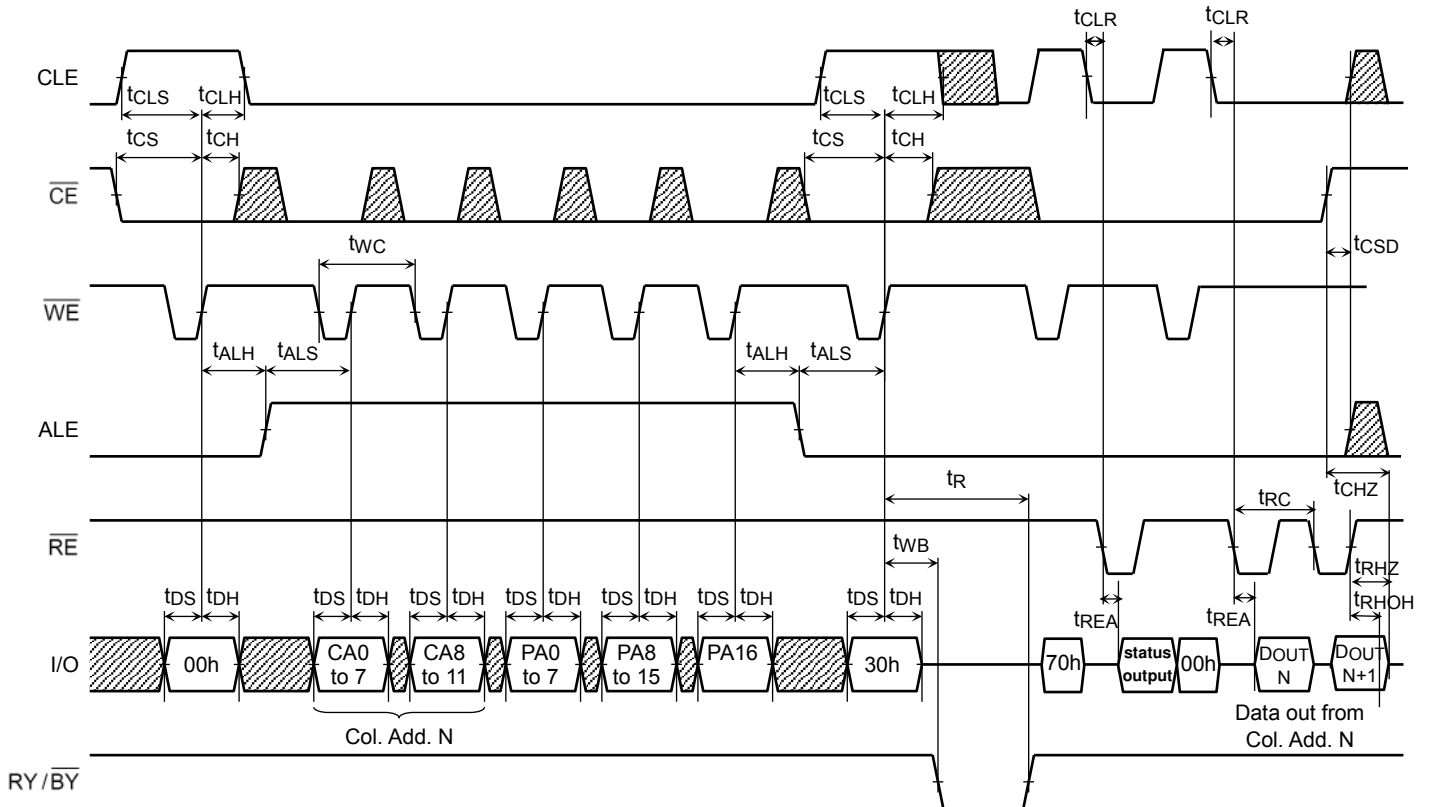 tCLR tCLR
CLE
tCLS tCLH tCLS tCLH
tCS tCH tCS tCH
CE
tWC tCSD
WE
tALH tALS tALH tALS
ALE
tR tCHZ
tRC
RE
tWB
tRHZ
tDS tDH tDS tDH tDS tDH tDS tDH tDS tDH tDS tDH tDS tDH
tRHOH
tREA tREA
I/O
00h
CA0
to 7
CA8
to 11
PA0
to 7
PA8
to 15
PA16
30h
70h
status
output
00h
DOUT
N
DOUT
N+1
Col. Add. N
Data out from
Col. Add. N
RY/BY